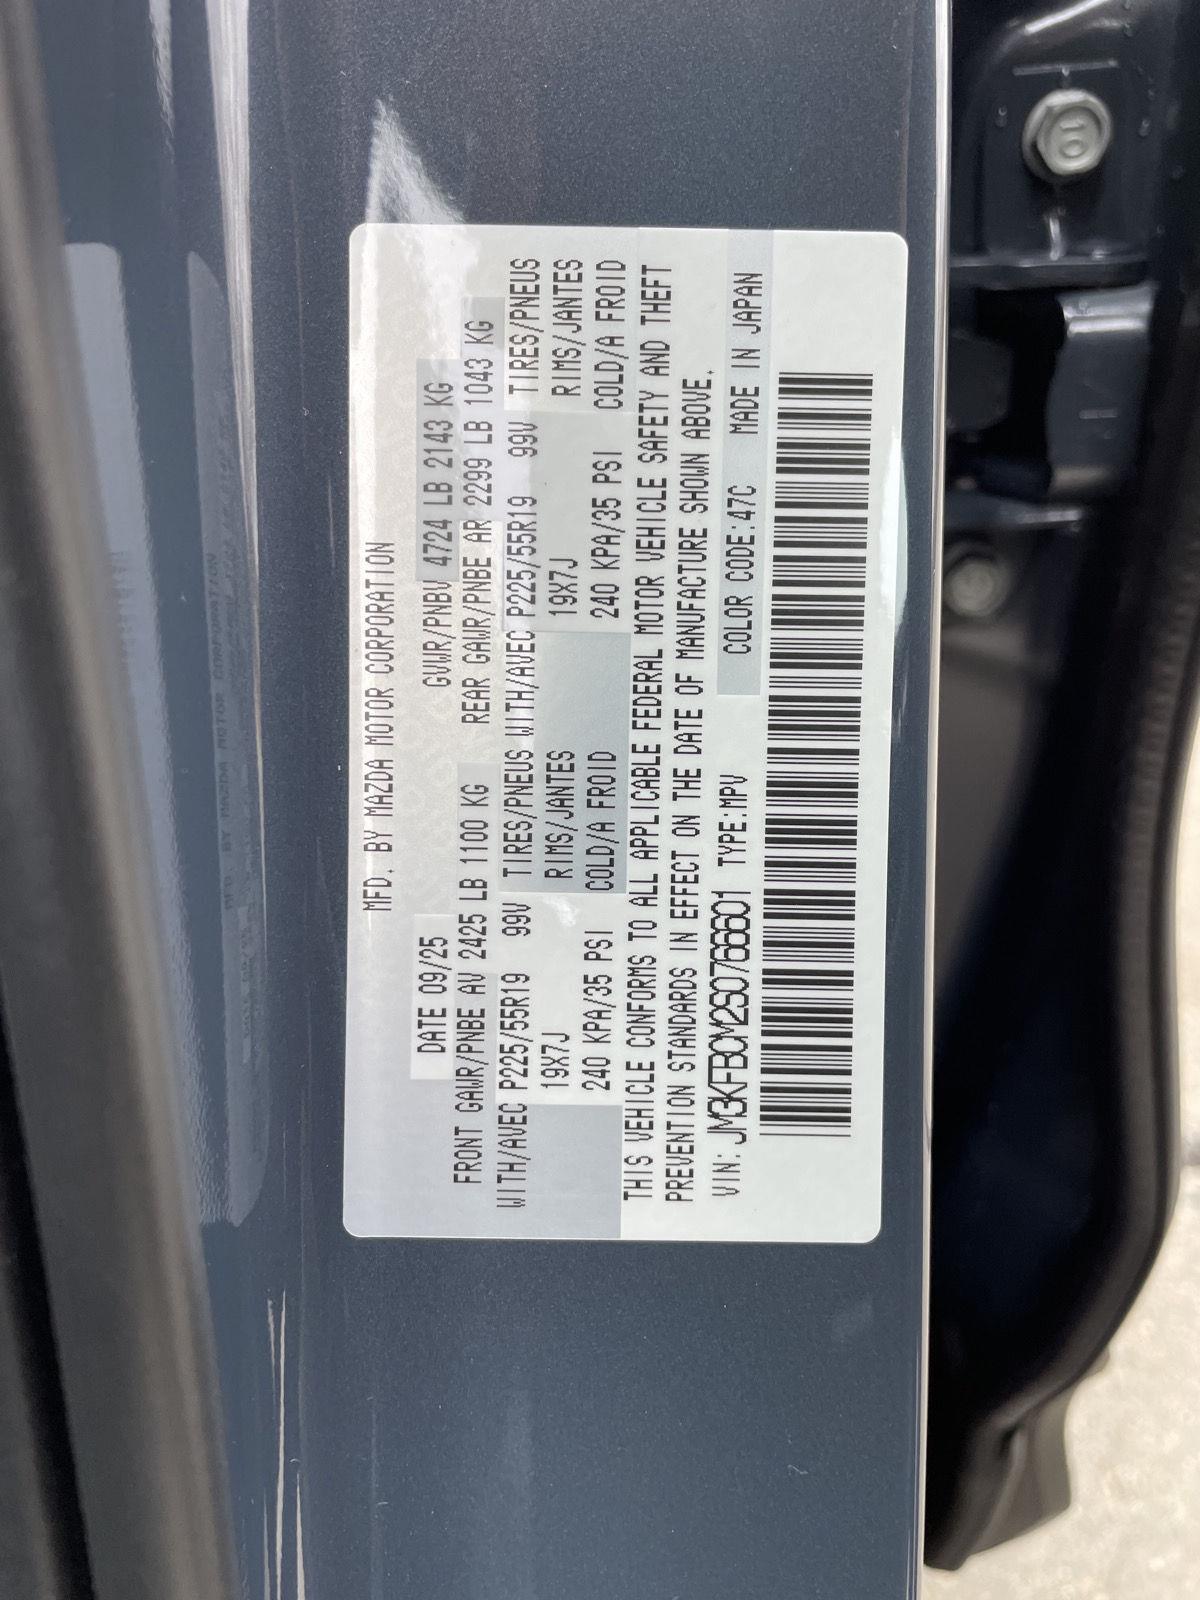 MFD. BY MAZDA MOTOR CORPORATION
DATE 09/25 GVWR/PNBV 4724 LB 2143 KG
FRONT GAWR/PNBE AV 2425 LB 1100 KG REAR GAWR/PNBE AR 2299 LB 1043 KG
WITH/AVEC P225/55R19 99V TIRES/PNEUS WITH/AVEC P225/55R19 99V TIRES/PNEUS
19X7J RIMS/JANTES 19X7J RIMS/JANTES
240 KPA/35 PSI COLD/A FROID 240 KPA/35 PSI COLD/A FROID
THIS VEHICLE CONFORMS TO ALL APPLICABLE FEDERAL MOTOR VEHICLE SAFETY AND THEFT
PREVENTION STANDARDS IN EFFECT ON THE DATE OF MANUFACTURE SHOWN ABOVE.
VIN: JM3KFBCM2S0766601 TYPE:MPV COLOR CODE:47C MADE IN JAPAN
10